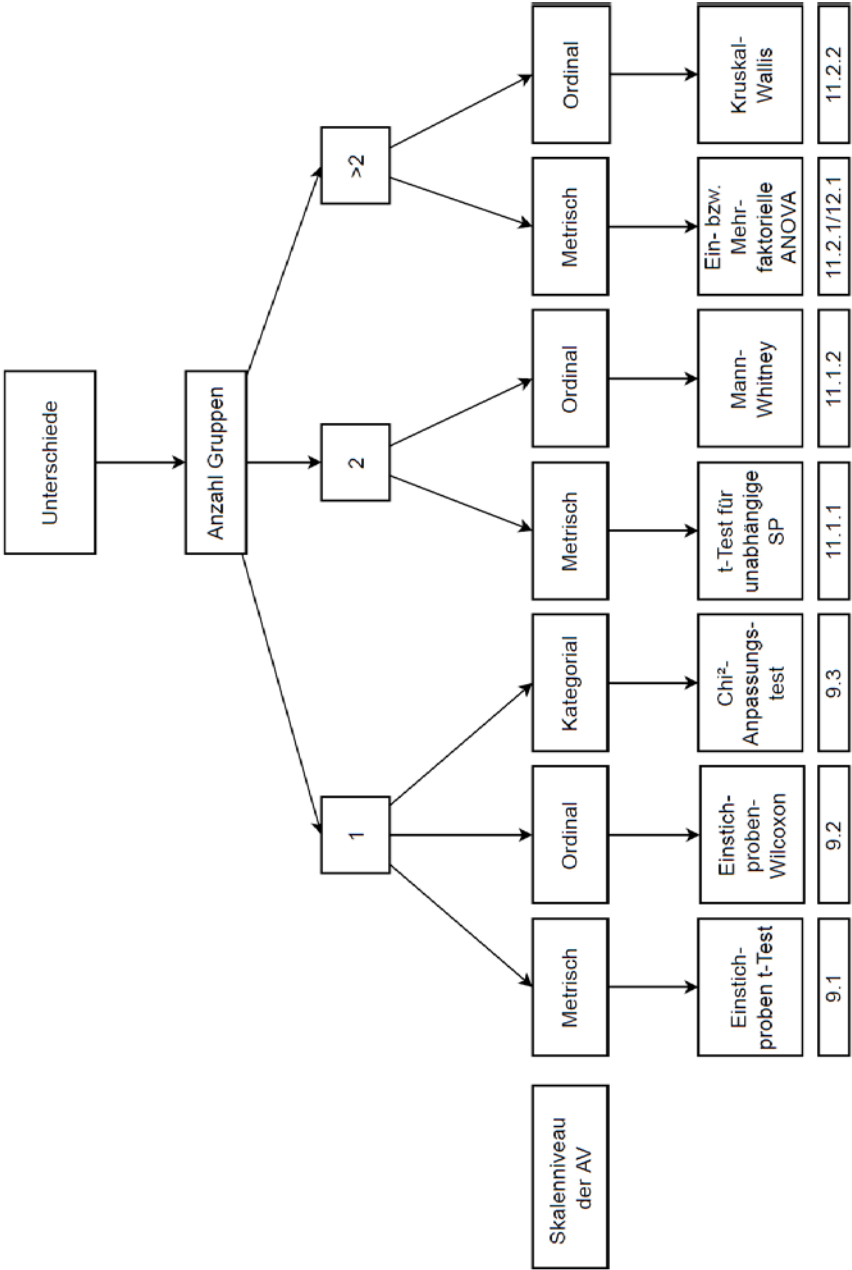 Unterschiede
Anzahl Gruppen
1
2
>2
Skalenniveau
der AV
Metrisch
Ordinal
Kategorial
Metrisch
Ordinal
Metrisch
Ordinal
Einstich-
proben t-Test
Einstich-
proben-
Wilcoxon
Chi²-
Anpassungs-
test
t-Test für
unabhängige
SP
Mann-
Whitney
Ein- bzw.
Mehr-
faktorielle
ANOVA
Kruskal-
Wallis
9.1
9.2
9.3
11.1.1
11.1.2
11.2.1/12.1
11.2.2